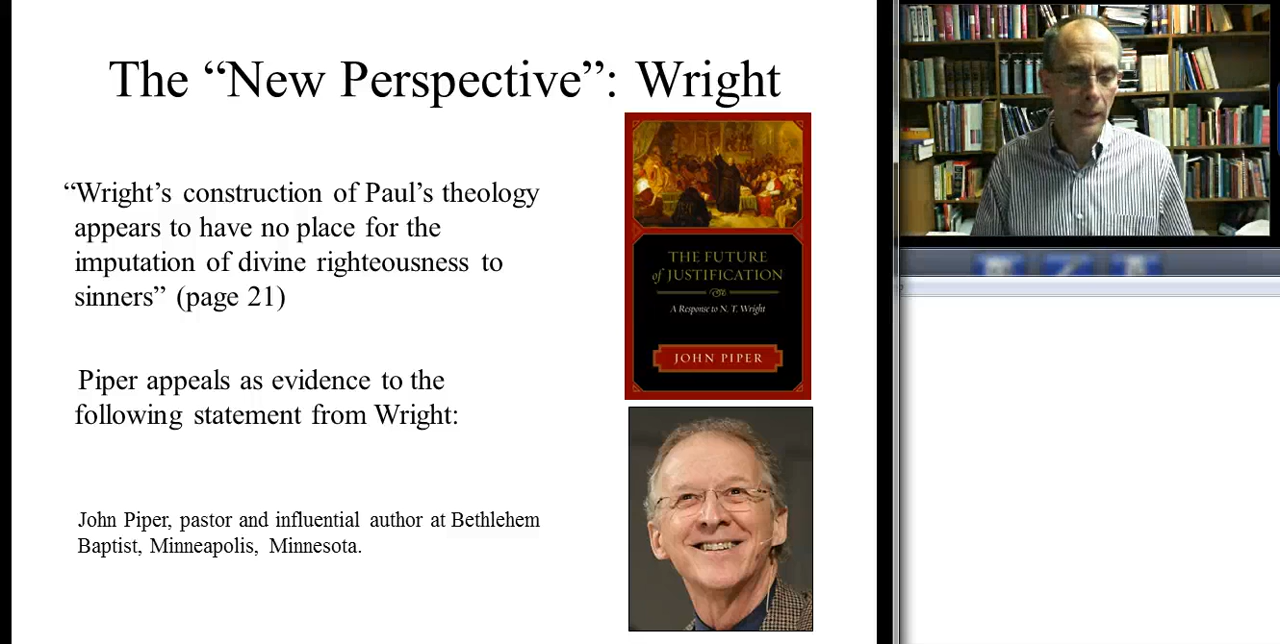 The “New Perspective”: Wright
“Wright’s construction of Paul’s theology
appears to have no place for the
imputation of divine righteousness to
sinners” (page 21)
Piper appeals as evidence to the
following statement from Wright:
John Piper, pastor and influential author at Bethlehem
Baptist, Minneapolis, Minnesota.
THE FUTURE
of JUSTIFICATION
A Response to N. T. Wright
JOHN PIPER